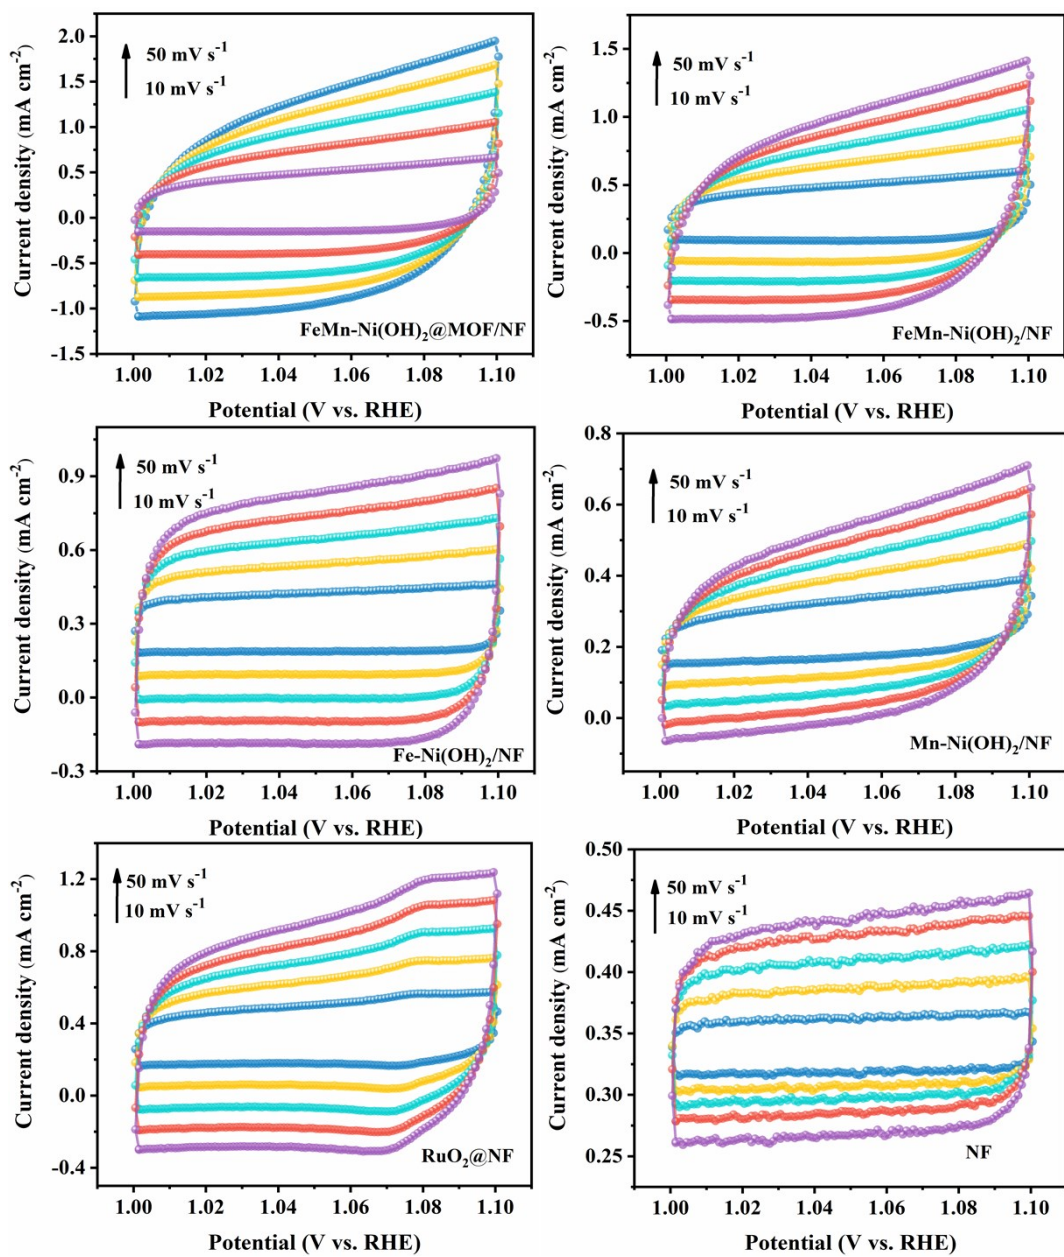 2.0
1.5
1.0
0.5
0.0
-0.5
-1.0
-1.5
Current density (mA cm⁻²)
50 mV s⁻¹
10 mV s⁻¹
FeMn-Ni(OH)₂@MOF/NF
1.00 1.02 1.04 1.06 1.08 1.10
Potential (V vs. RHE)
1.5
1.0
0.5
0.0
-0.5
Current density (mA cm⁻²)
50 mV s⁻¹
10 mV s⁻¹
FeMn-Ni(OH)₂/NF
1.00 1.02 1.04 1.06 1.08 1.10
Potential (V vs. RHE)
0.9
0.6
0.3
0.0
-0.3
Current density (mA cm⁻²)
50 mV s⁻¹
10 mV s⁻¹
Fe-Ni(OH)₂/NF
1.00 1.02 1.04 1.06 1.08 1.10
Potential (V vs. RHE)
0.8
0.6
0.4
0.2
0.0
Current density (mA cm⁻²)
50 mV s⁻¹
10 mV s⁻¹
Mn-Ni(OH)₂/NF
1.00 1.02 1.04 1.06 1.08 1.10
Potential (V vs. RHE)
1.2
0.8
0.4
0.0
-0.4
Current density (mA cm⁻²)
50 mV s⁻¹
10 mV s⁻¹
RuO₂@NF
1.00 1.02 1.04 1.06 1.08 1.10
Potential (V vs. RHE)
0.50
0.45
0.40
0.35
0.30
0.25
Current density (mA cm⁻²)
50 mV s⁻¹
10 mV s⁻¹
NF
1.00 1.02 1.04 1.06 1.08 1.10
Potential (V vs. RHE)